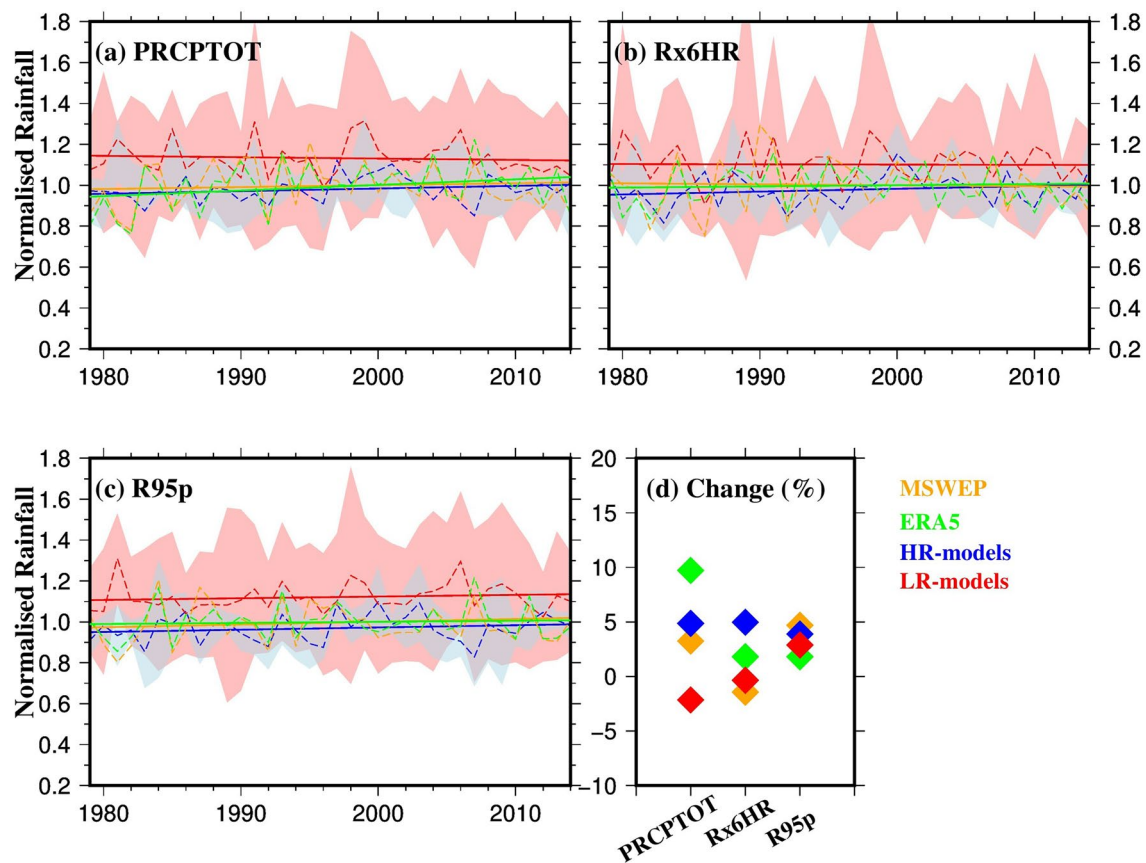 1.8
1.6
1.4
1.2
1.0
0.8
0.6
0.4
0.2
Normalised Rainfall
(a) PRCPTOT
1980 1990 2000 2010
(b) Rx6HR
1.8
1.6
1.4
1.2
1.0
0.8
0.6
0.4
0.2
1980 1990 2000 2010
1.8
1.6
1.4
1.2
1.0
0.8
0.6
0.4
0.2
Normalised Rainfall
(c) R95p
1980 1990 2000 2010
(d) Change (%)
20
15
10
5
0
−5
−10
PRCPTOT
Rx6HR
R95p
MSWEP
ERA5
HR-models
LR-models